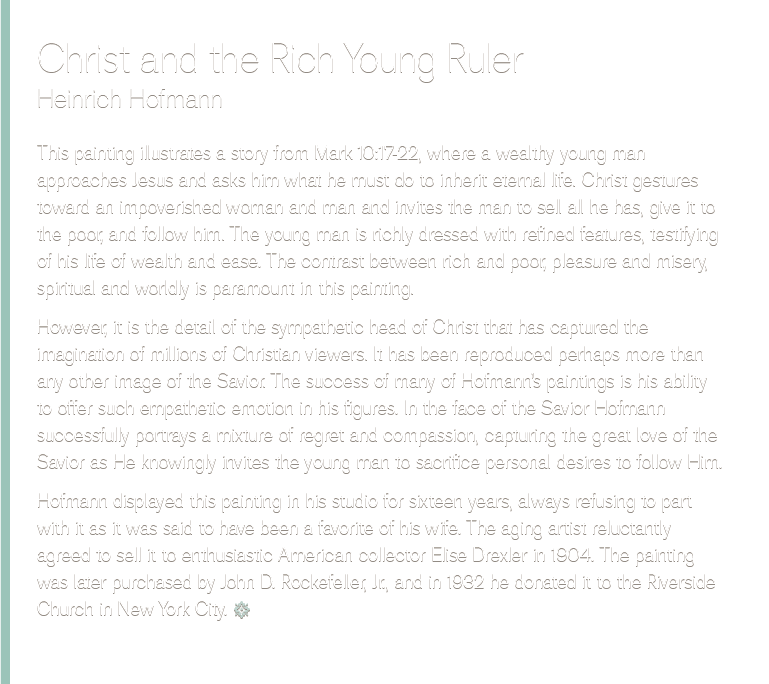 Christ and the Rich Young Ruler
Heinrich Hofmann
This painting illustrates a story from Mark 10:17-22, where a wealthy young man
approaches Jesus and asks him what he must do to inherit eternal life. Christ gestures
toward an impoverished woman and man and invites the man to sell all he has, give it to
the poor, and follow him. The young man is richly dressed with refined features, testifying
of his life of wealth and ease. The contrast between rich and poor, pleasure and misery,
spiritual and worldly is paramount in this painting.
However, it is the detail of the sympathetic head of Christ that has captured the
imagination of millions of Christian viewers. It has been reproduced perhaps more than
any other image of the Savior. The success of many of Hofmann's paintings is his ability
to offer such empathetic emotion in his figures. In the face of the Savior Hofmann
successfully portrays a mixture of regret and compassion, capturing the great love of the
Savior as He knowingly invites the young man to sacrifice personal desires to follow Him.
Hofmann displayed this painting in his studio for sixteen years, always refusing to part
with it as it was said to have been a favorite of his wife. The aging artist reluctantly
agreed to sell it to enthusiastic American collector Elise Drexler in 1904. The painting
was later purchased by John D. Rockefeller, Jr., and in 1932 he donated it to the Riverside
Church in New York City.